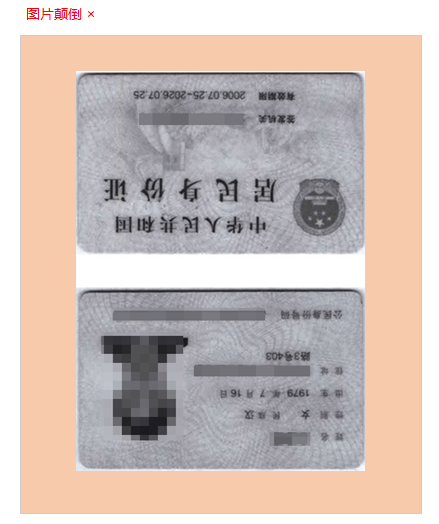 图片颠倒 ×
姓名
性别 女 民族 汉
出生 1979 年 7 月 16 日
住址
路3号403
公民身份号码
中华人民共和国
居民身份证
签发机关
有效期限 2006.07.25-2026.07.25